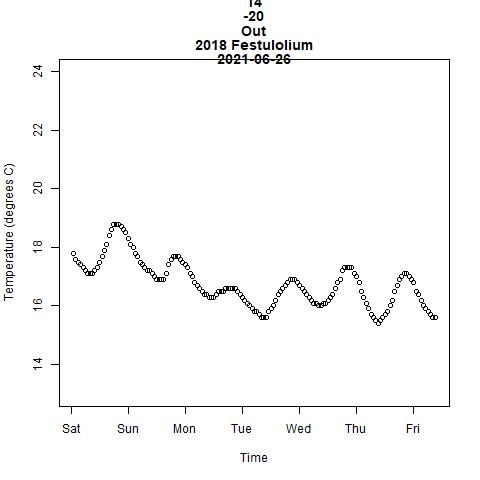 14
-20
Out
2018 Festulolium
2021-06-26
Temperature (degrees C)
24
22
20
18
16
14
Sat Sun Mon Tue Wed Thu Fri
Time